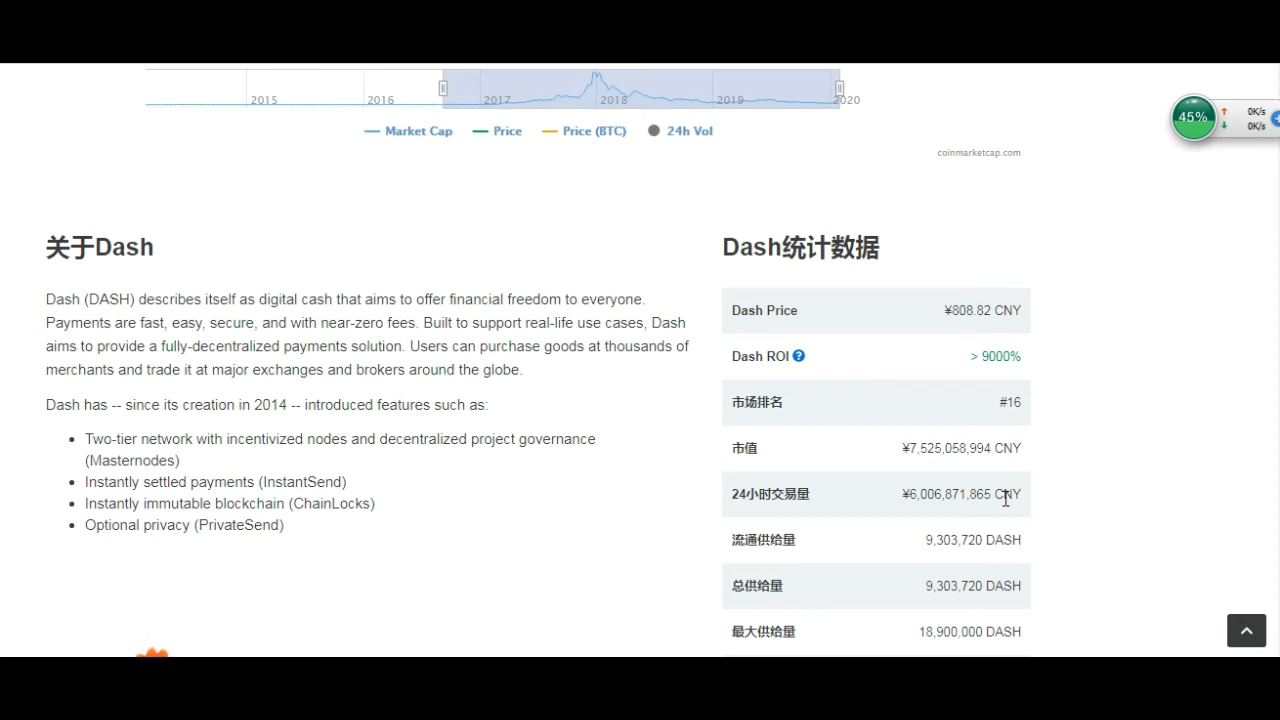 2015 2016 2017 2018 2019 2020
Market Cap Price Price (BTC) 24h Vol
coinmarketcap.com
45% 0K/s
0K/s
关于Dash
Dash (DASH) describes itself as digital cash that aims to offer financial freedom to everyone.
Payments are fast, easy, secure, and with near-zero fees. Built to support real-life use cases, Dash
aims to provide a fully-decentralized payments solution. Users can purchase goods at thousands of
merchants and trade it at major exchanges and brokers around the globe.
Dash has -- since its creation in 2014 -- introduced features such as:
Two-tier network with incentivized nodes and decentralized project governance
(Masternodes)
Instantly settled payments (InstantSend)
Instantly immutable blockchain (ChainLocks)
Optional privacy (PrivateSend)
Dash统计数据
Dash Price ¥808.82 CNY
Dash ROI > 9000%
市场排名 #16
市值 ¥7,525,058,994 CNY
24小时交易量 ¥6,006,871,865 CNY
流通供给量 9,303,720 DASH
总供给量 9,303,720 DASH
最大供给量 18,900,000 DASH